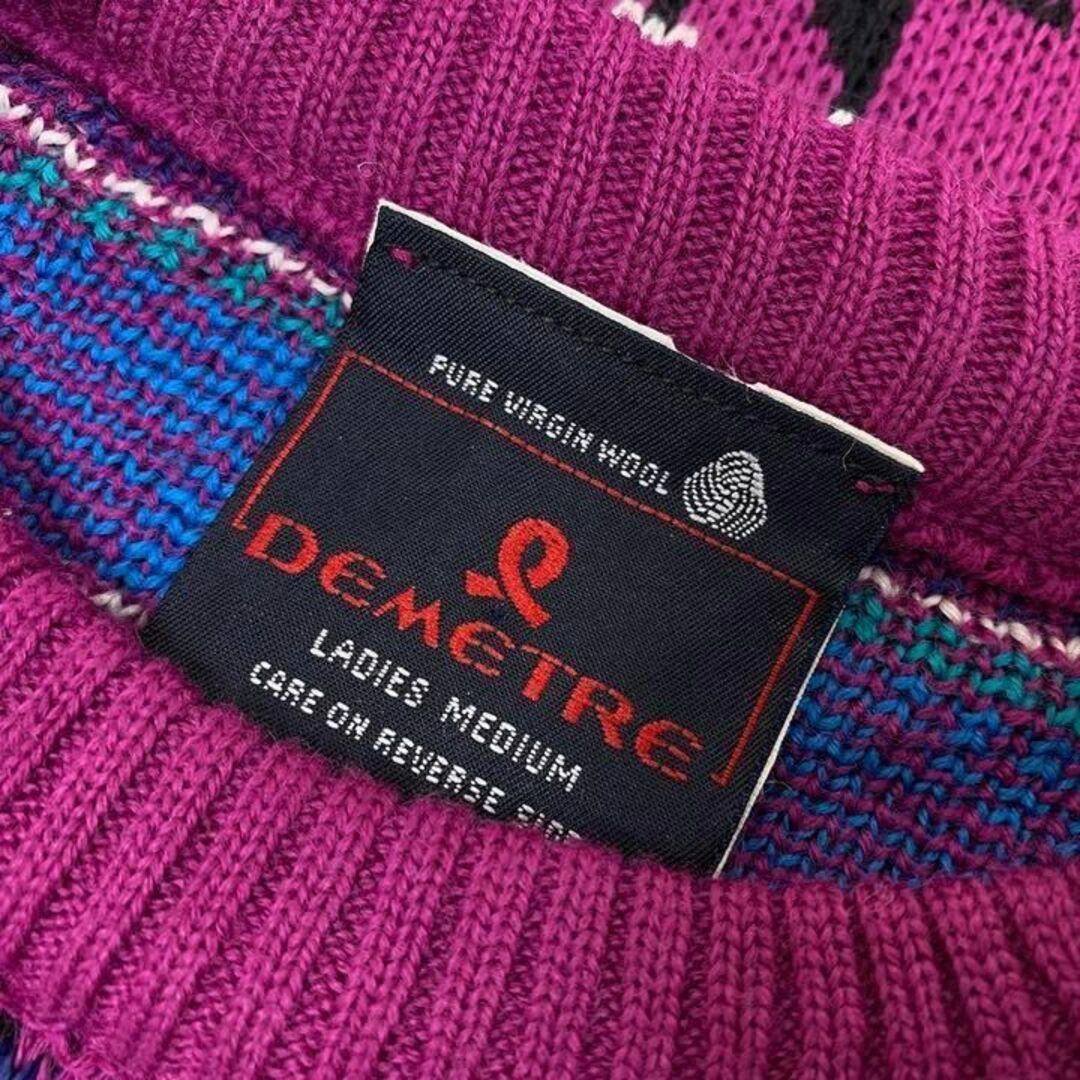 PURE VIRGIN WOOL
DEMETRE
LADIES MEDIUM
CARE ON REVERSE